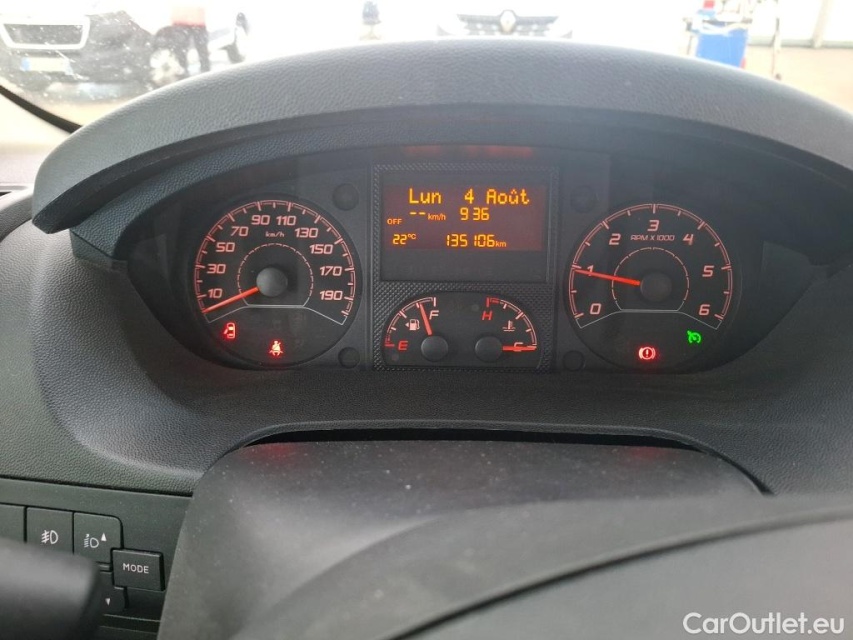 Lun 4 Août
OFF --km/h 936
22°C 135106km
10 30 50 70 90 110 130 150 170 190
km/h
E F
H C
0 1 2 3 4 5 6
RPM X 1000
MODE
CarOutlet.eu